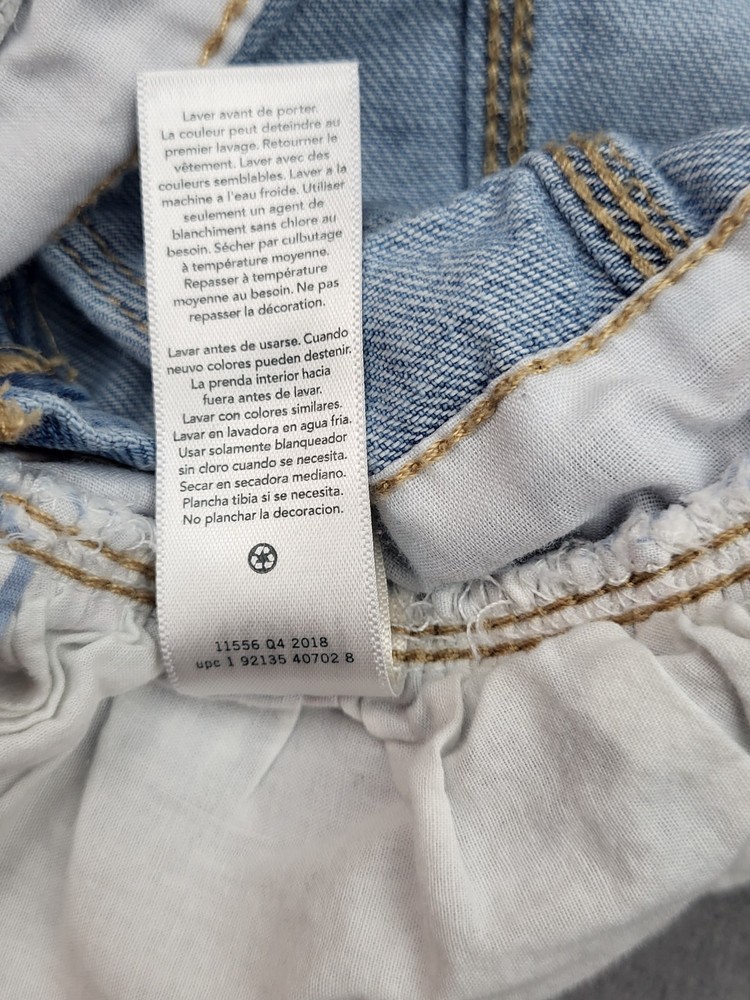 Laver avant de porter.
La couleur peut deteindre au
premier lavage. Retourner le
vêtement. Laver avec des
couleurs semblables. Laver a la
machine a l'eau froide. Utiliser
seulement un agent de
blanchiment sans chlore au
besoin. Sécher par culbutage
à température moyenne.
Repasser à température
moyenne au besoin. Ne pas
repasser la décoration.
Lavar antes de usarse. Cuando
nuevo colores pueden destenir.
La prenda interior hacia
fuera antes de lavar.
Lavar con colores similares.
Lavar en lavadora en agua fria.
Usar solamente blanqueador
sin cloro cuando se necesita.
Secar en secadora mediano.
Plancha tibia si se necesita.
No planchar la decoracion.
11556 Q4 2018
upc 1 92135 40702 8